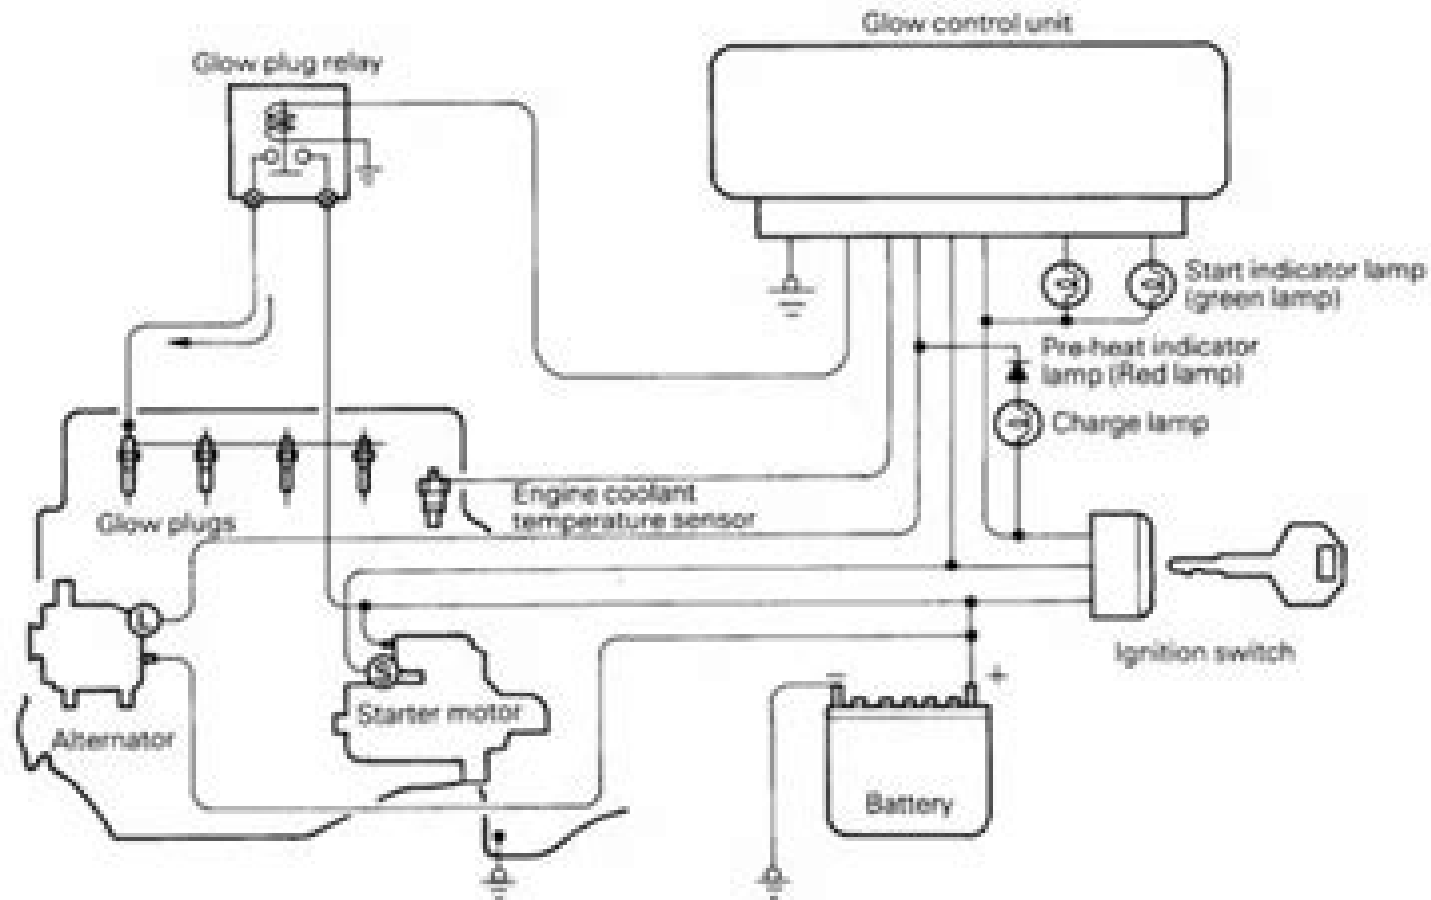 Glow control unit
Glow plug relay
Start indicator lamp
(green lamp)
Pre-heat indicator
lamp (Red lamp)
Charge lamp
Engine coolant
temperature sensor
Glow plugs
L
Ignition switch
S
+
−
Starter motor
Alternator
Battery